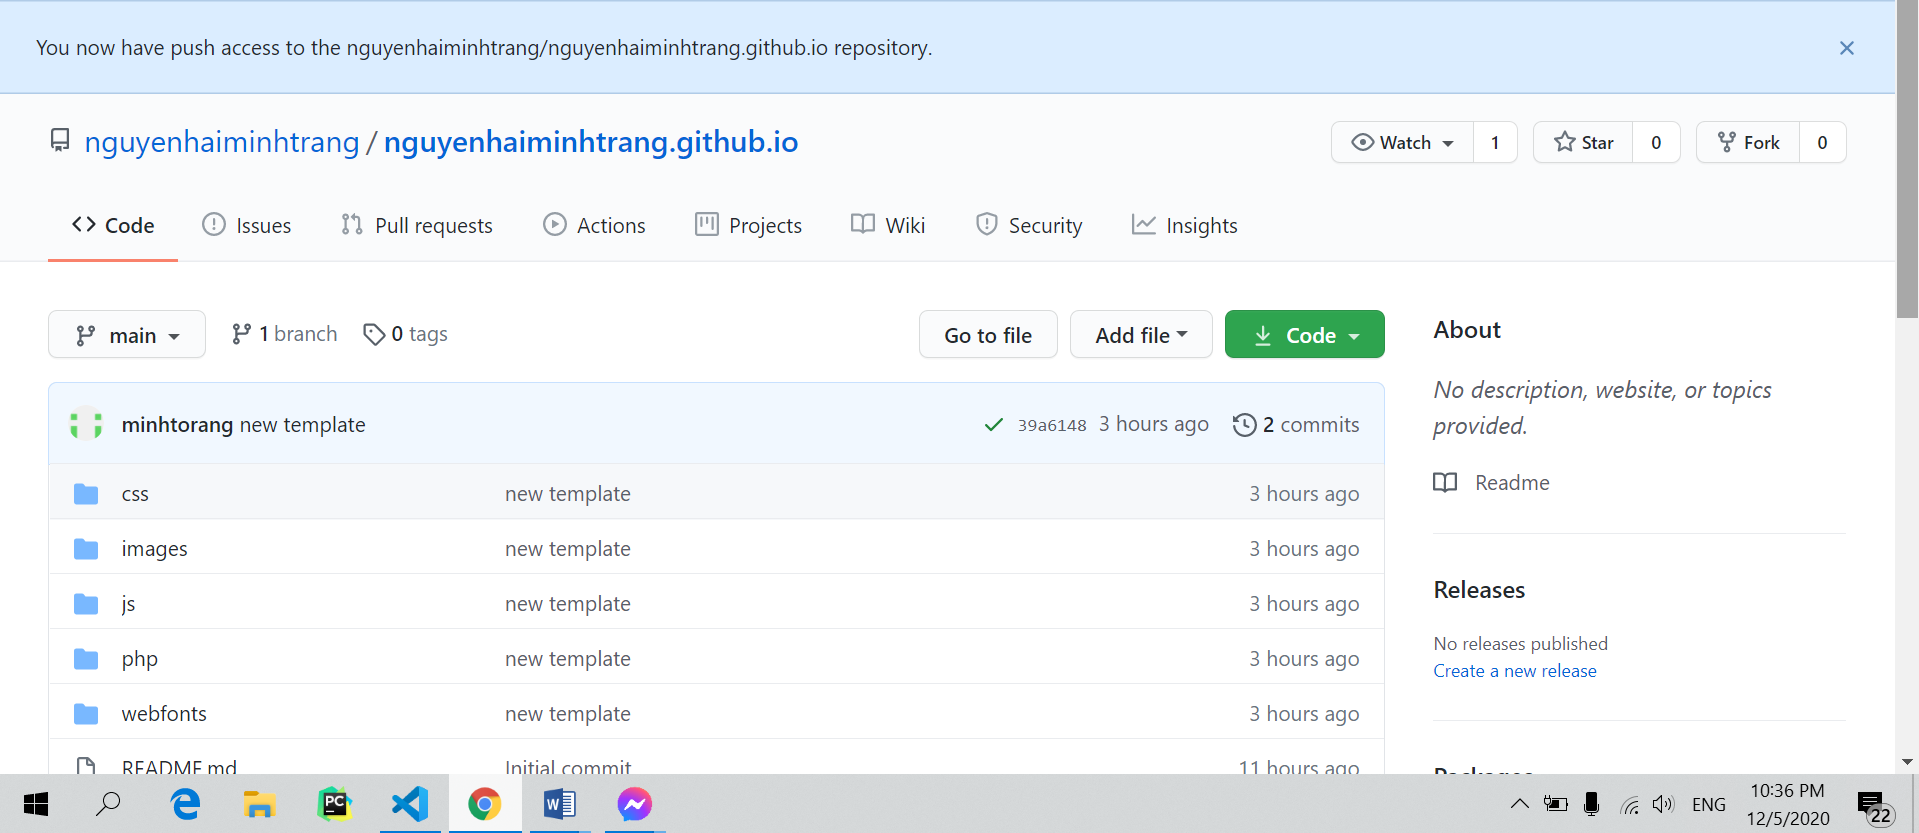 You now have push access to the nguyenhaiminhtrang/nguyenhaiminhtrang.github.io repository.
nguyenhaiminhtrang / nguyenhaiminhtrang.github.io
Watch 1 Star 0 Fork 0
Code Issues Pull requests Actions Projects Wiki Security Insights
main 1 branch 0 tags Go to file Add file Code
minhtorang new template 39a6148 3 hours ago 2 commits
css new template 3 hours ago
images new template 3 hours ago
js new template 3 hours ago
php new template 3 hours ago
webfonts new template 3 hours ago
README.md Initial commit 11 hours ago
About
No description, website, or topics
provided.
Readme
Releases
No releases published
Create a new release
Packages
PC W ENG 10:36 PM
12/5/2020 22